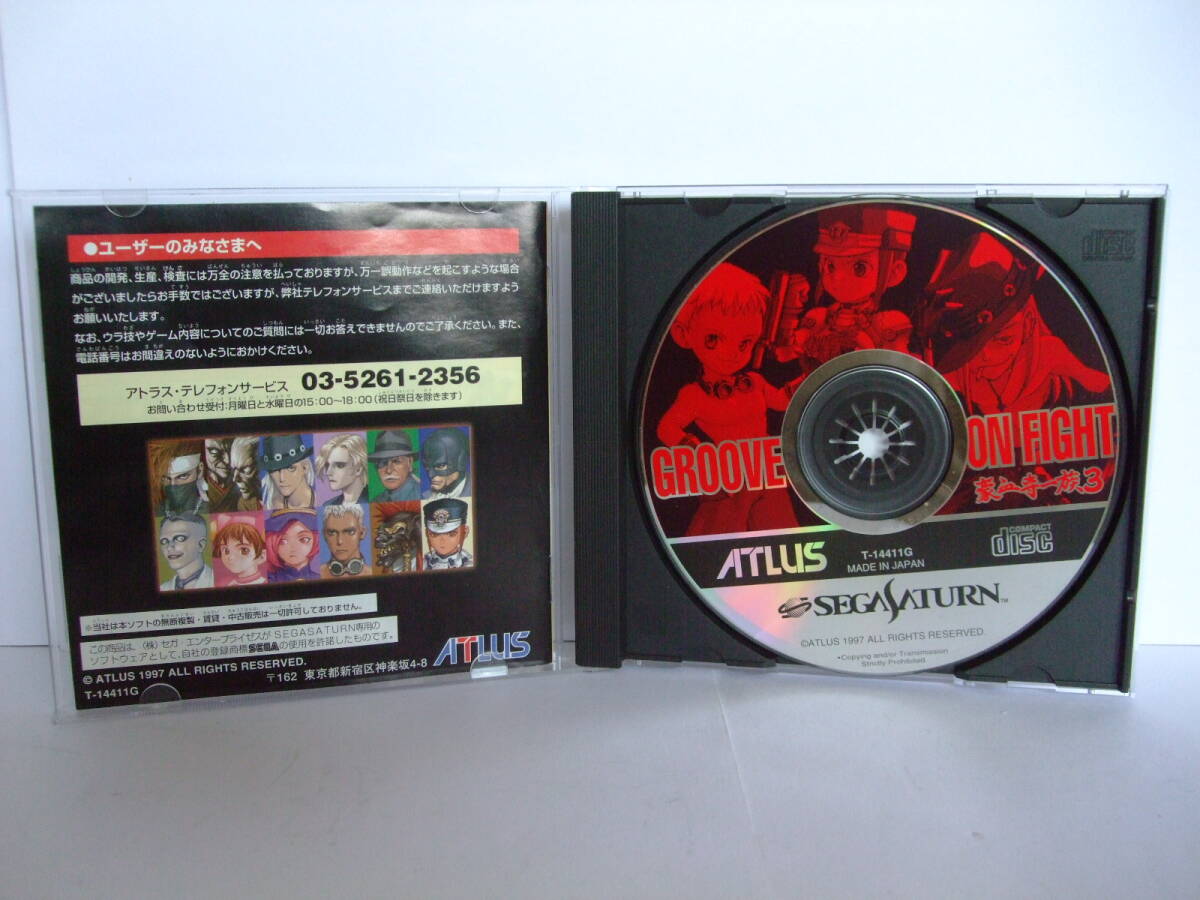 ●ユーザーのみなさまへ
商品の開発、生産、検査には万全の注意を払っておりますが、万一誤動作などを起こすような場合
がございましたらお手数ではございますが、弊社テレフォンサービスまでご連絡いただけますよう
お願いいたします。
なお、ウラ技やゲーム内容についてのご質問には一切お答えできませんのでご了承ください。また、
電話番号はお間違えのないようにおかけください。
アトラス・テレフォンサービス 03-5261-2356
お問い合わせ受付:月曜日と水曜日の15:00～18:00(祝日祭日を除きます)
※当社は本ソフトの無断複製・賃貸・中古販売は一切許可しておりません。
この商品は、(株)セガ・エンタープライゼスがSEGASATURN専用の
ソフトウェアとして、自社の登録商標SEGAの使用を許諾したものです。
© ATLUS 1997 ALL RIGHTS RESERVED.
T-14411G
ATLUS
〒162 東京都新宿区神楽坂4-8
GROOVE ON FIGHT
豪血寺一族3
ATLUS
T-14411G
MADE IN JAPAN
COMPACT
disc
SEGASATURN™
©ATLUS 1997 ALL RIGHTS RESERVED.
•Copying and/or Transmission
Strictly Prohibited.